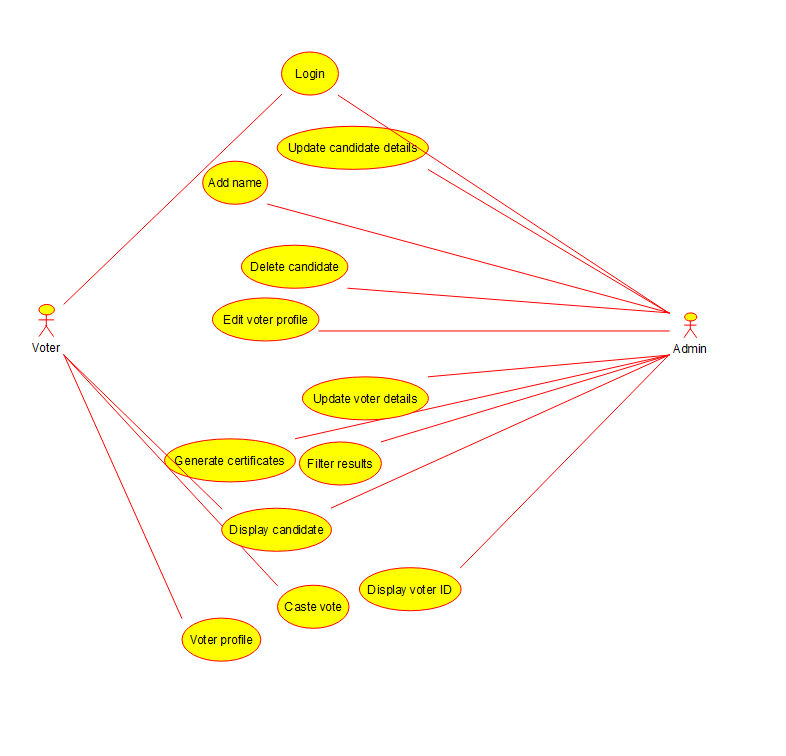 Login
Update candidate details
Add name
Delete candidate
Edit voter profile
Voter
Admin
Update voter details
Generate certificates
Filter results
Display candidate
Display voter ID
Caste vote
Voter profile